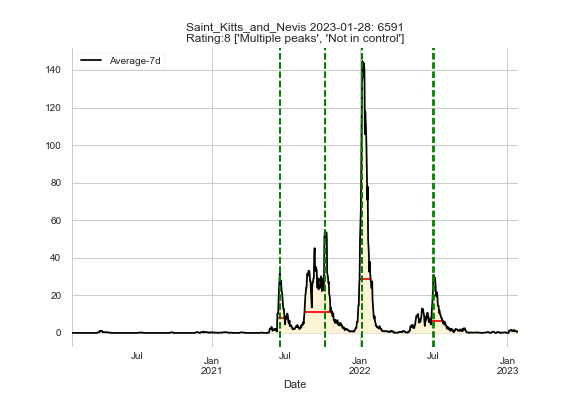 Saint_Kitts_and_Nevis 2023-01-28: 6591
Rating:8 ['Multiple peaks', 'Not in control']
Average-7d
140
120
100
80
60
40
20
0
Jul
Jan
2021
Jul
Jan
2022
Jul
Jan
2023
Date